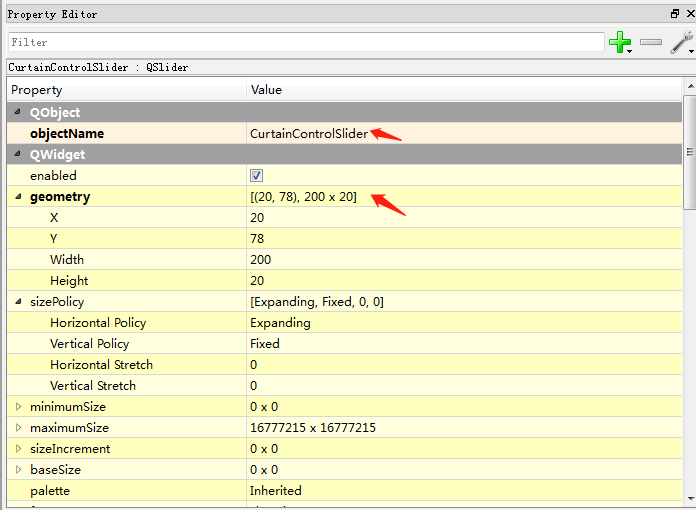 Property Editor
Filter
CurtainControlSlider : QSlider
Property Value
QObject
objectName CurtainControlSlider
QWidget
enabled
geometry [(20, 78), 200 x 20]
X 20
Y 78
Width 200
Height 20
sizePolicy [Expanding, Fixed, 0, 0]
Horizontal Policy Expanding
Vertical Policy Fixed
Horizontal Stretch 0
Vertical Stretch 0
minimumSize 0 x 0
maximumSize 16777215 x 16777215
sizeIncrement 0 x 0
baseSize 0 x 0
palette Inherited